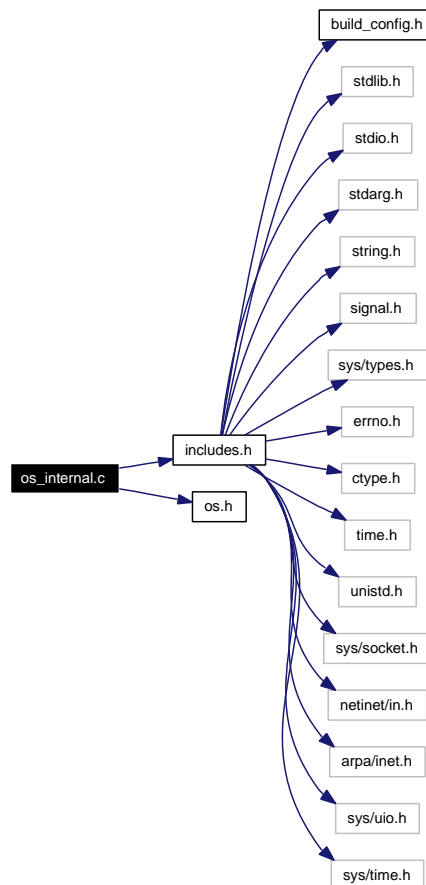 build_config.h
stdlib.h
stdio.h
stdarg.h
string.h
signal.h
sys/types.h
includes.h
errno.h
os_internal.c
ctype.h
os.h
time.h
unistd.h
sys/socket.h
netinet/in.h
arpa/inet.h
sys/uio.h
sys/time.h